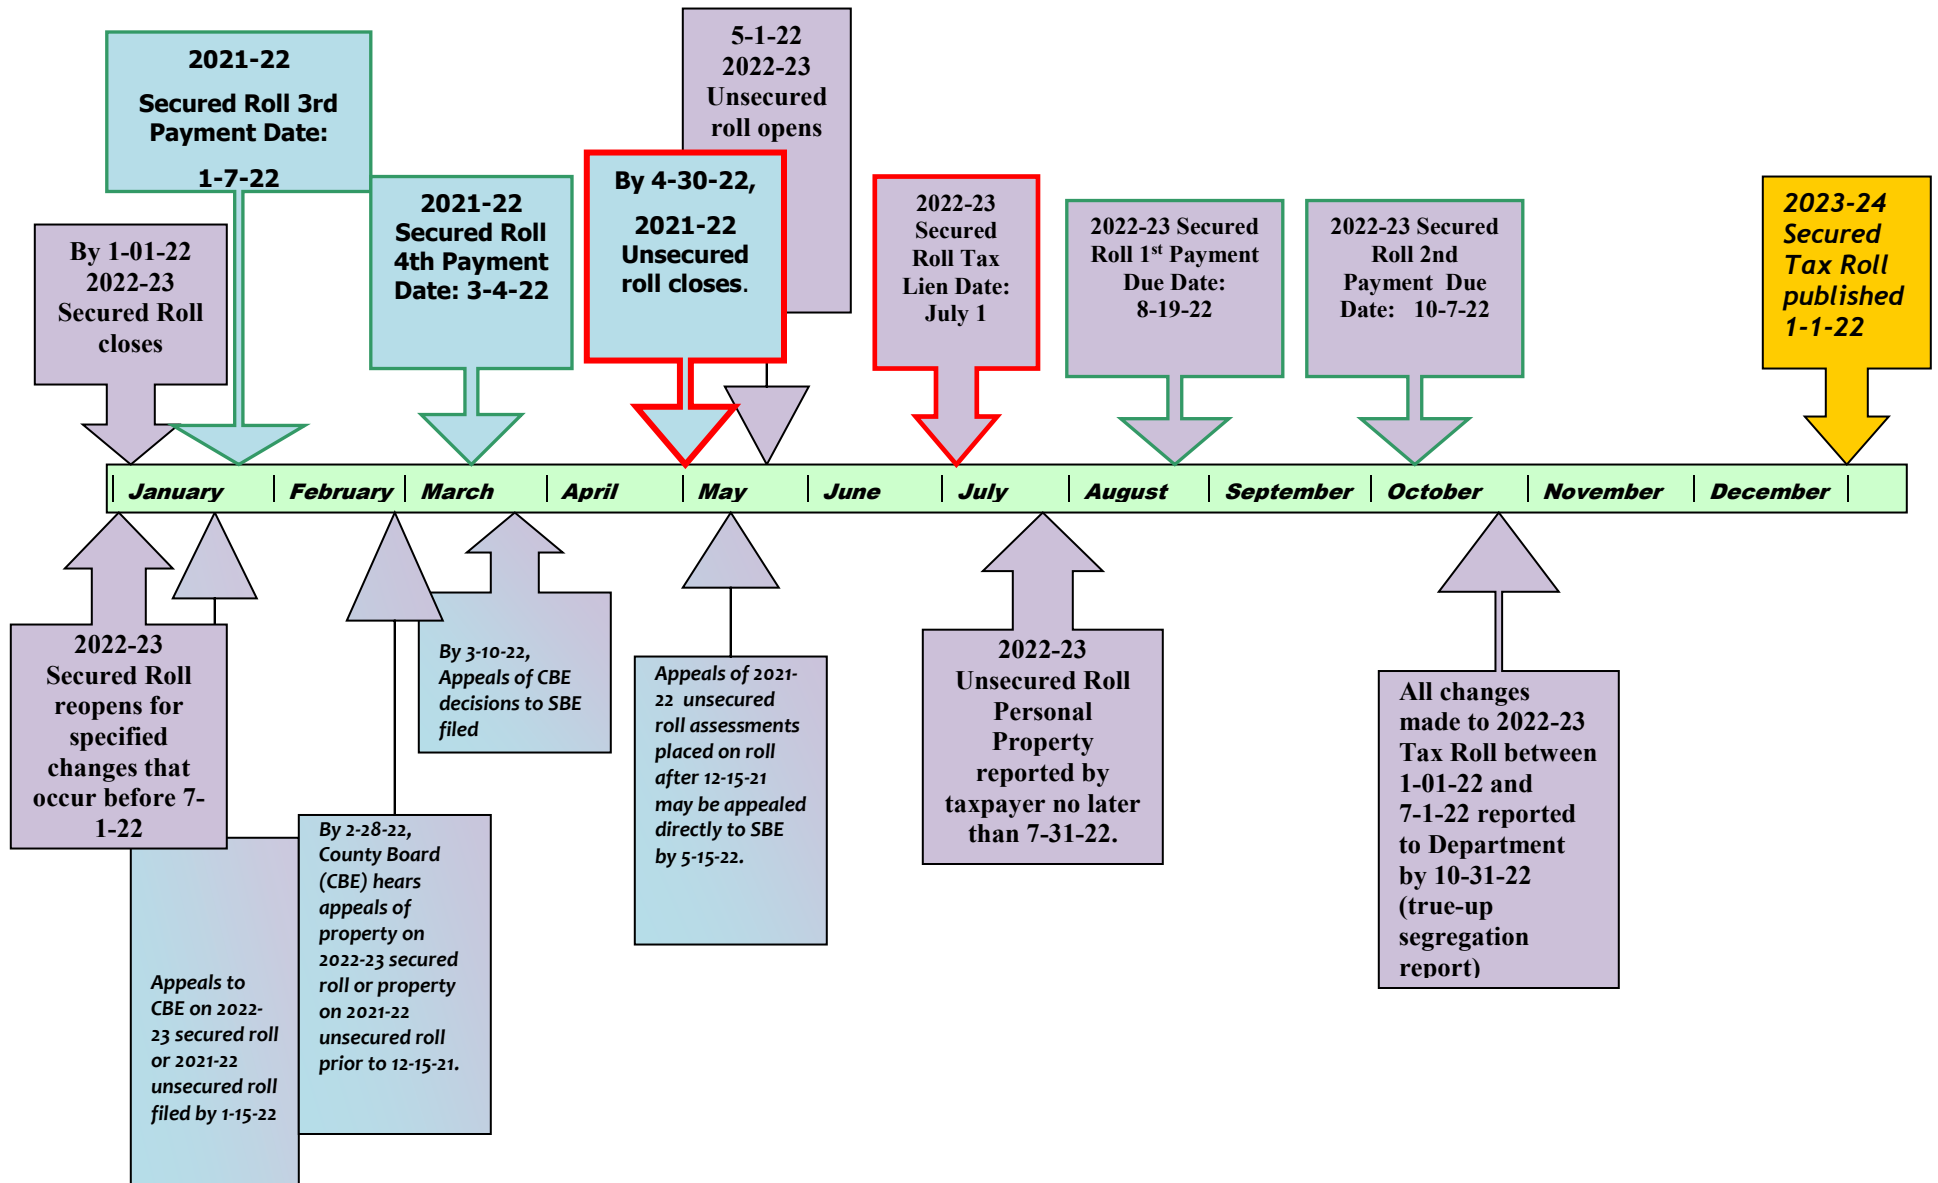 2021-22
Secured Roll 3rd
Payment Date:
1-7-22
5-1-22
2022-23
Unsecured
roll opens
By 1-01-22
2022-23
Secured Roll
closes
2021-22
Secured Roll
4th Payment
Date: 3-4-22
By 4-30-22,
2021-22
Unsecured
roll closes.
2022-23
Secured
Roll Tax
Lien Date:
July 1
2022-23 Secured
Roll 1st Payment
Due Date:
8-19-22
2022-23 Secured
Roll 2nd
Payment Due
Date: 10-7-22
2023-24
Secured
Tax Roll
published
1-1-22
January
February
March
April
May
June
July
August
September
October
November
December
2022-23
Secured Roll
reopens for
specified
changes that
occur before 7-
1-22
Appeals to
CBE on 2022-
23 secured roll
or 2021-22
unsecured roll
filed by 1-15-22
By 2-28-22,
County Board
(CBE) hears
appeals of
property on
2022-23 secured
roll or property
on 2021-22
unsecured roll
prior to 12-15-21.
By 3-10-22,
Appeals of CBE
decisions to SBE
filed
Appeals of 2021-
22 unsecured
roll assessments
placed on roll
after 12-15-21
may be appealed
directly to SBE
by 5-15-22.
2022-23
Unsecured Roll
Personal
Property
reported by
taxpayer no later
than 7-31-22.
All changes
made to 2022-23
Tax Roll between
1-01-22 and
7-1-22 reported
to Department
by 10-31-22
(true-up
segregation
report)